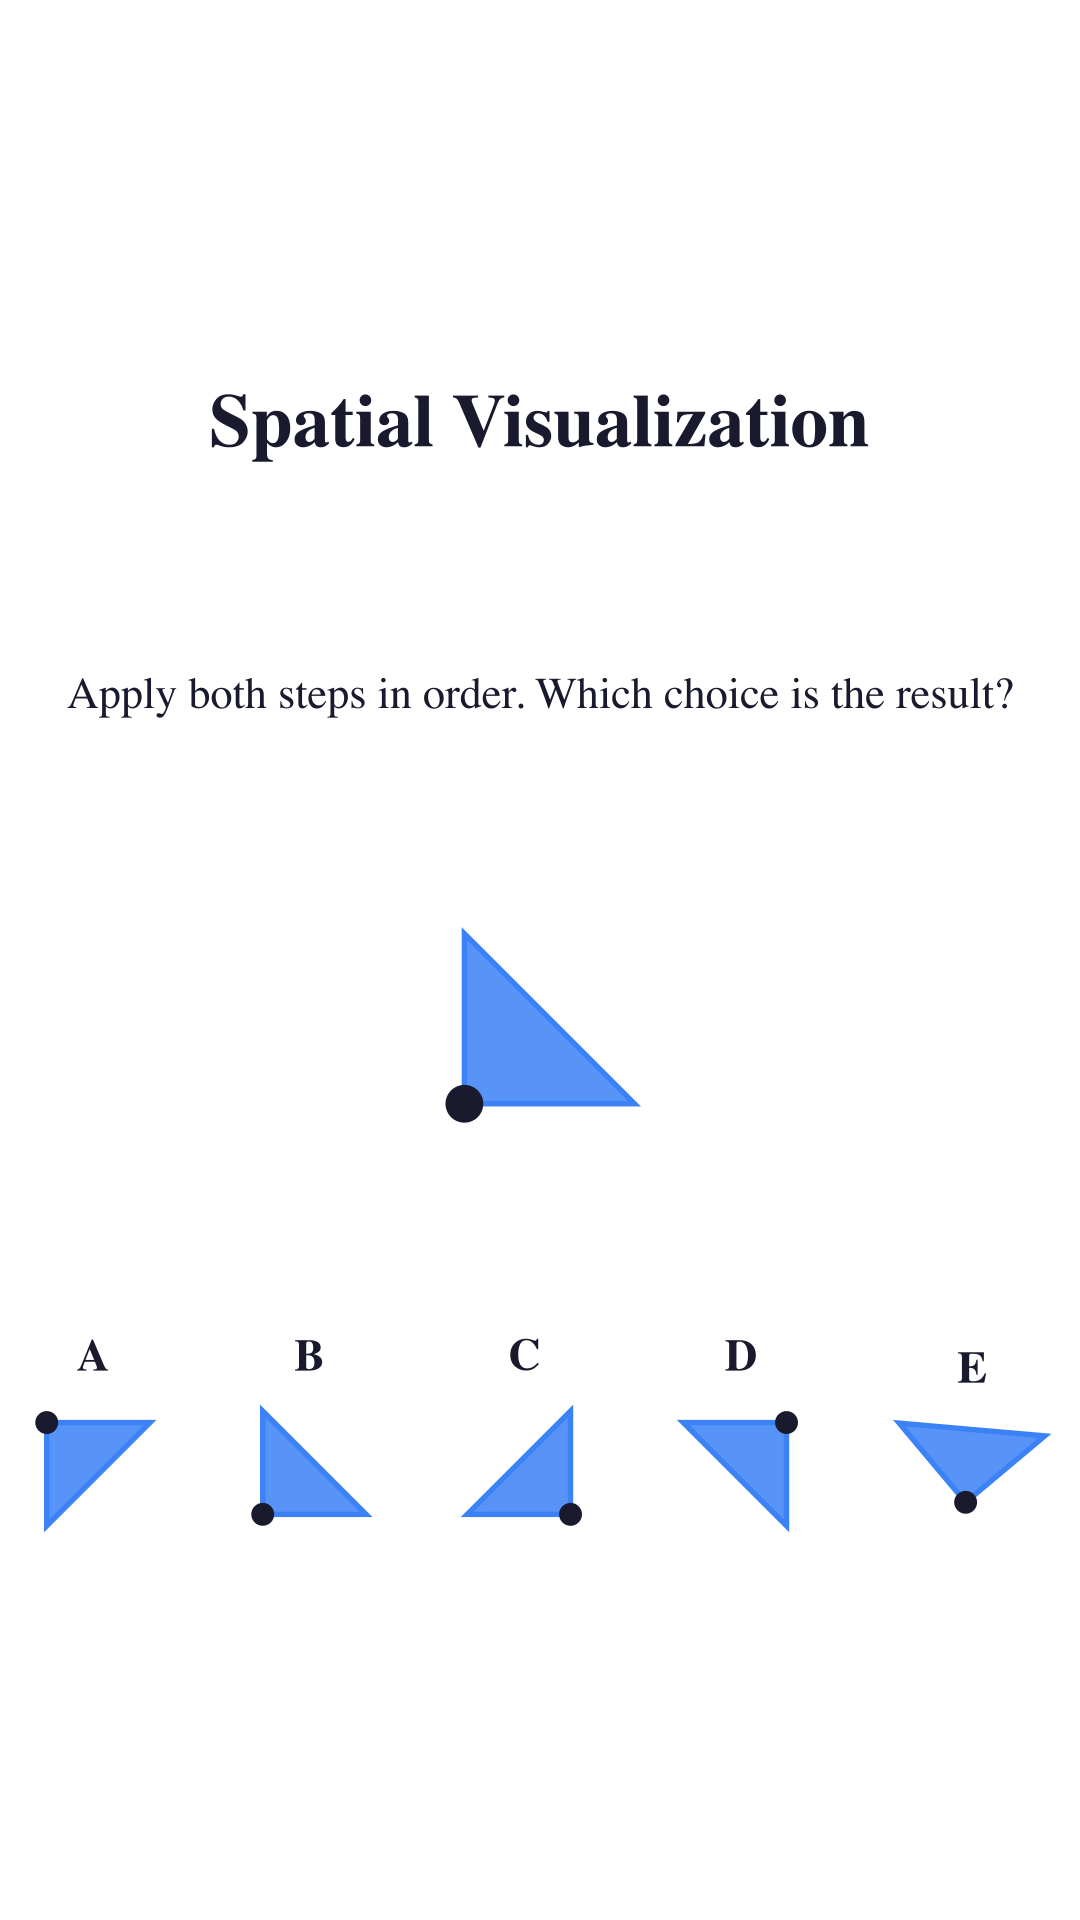 Spatial Visualization
Apply both steps in order. Which choice is the result?
A B C D E